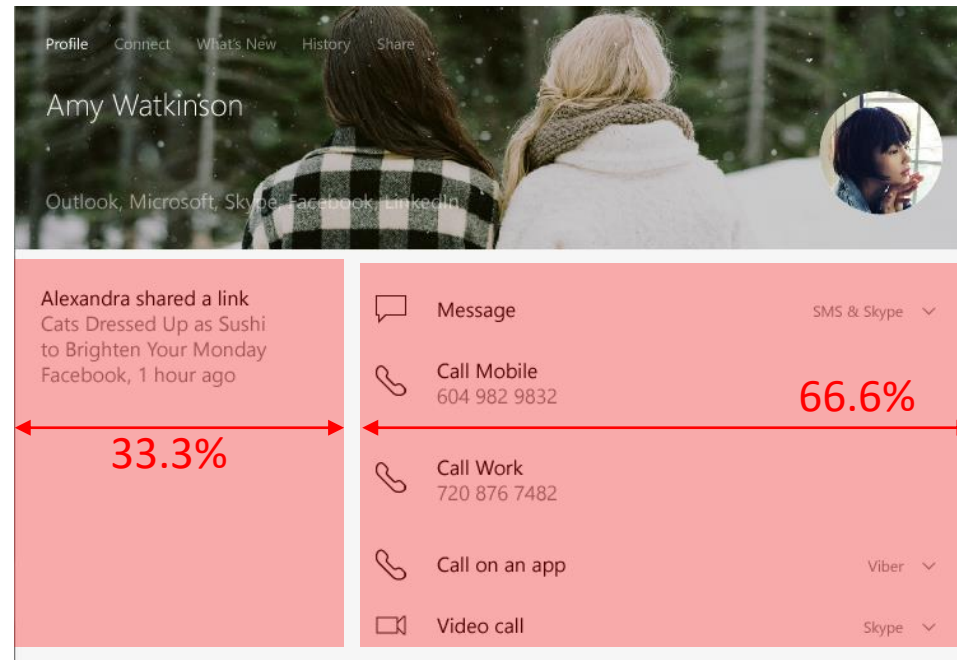 Profile Connect What's New History Share
Amy Watkinson
Outlook, Microsoft, Skype, Facebook, LinkedIn
Alexandra shared a link
Cats Dressed Up as Sushi
to Brighten Your Monday
Facebook, 1 hour ago
33.3%
Message SMS & Skype
Call Mobile
604 982 9832
66.6%
Call Work
720 876 7482
Call on an app Viber
Video call Skype